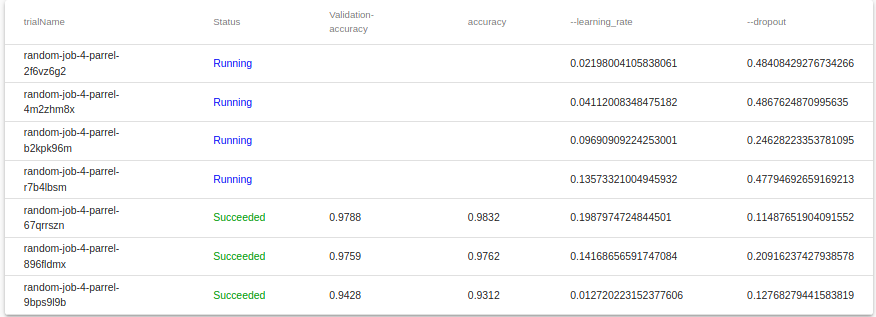 trialName Status Validation-accuracy accuracy --learning_rate --dropout
random-job-4-parrel-2f6vz6g2 Running 0.02198004105838061 0.48408429276734266
random-job-4-parrel-4m2zhm8x Running 0.04112008348475182 0.4867624870995635
random-job-4-parrel-b2kpk96m Running 0.09690909224253001 0.24628223353781095
random-job-4-parrel-r7b4lbsm Running 0.13573321004945932 0.47794692659169213
random-job-4-parrel-67qrrszn Succeeded 0.9788 0.9832 0.1987974724844501 0.11487651904091552
random-job-4-parrel-896fldmx Succeeded 0.9759 0.9762 0.14168656591747084 0.20916237427938578
random-job-4-parrel-9bps9l9b Succeeded 0.9428 0.9312 0.012720223152377606 0.12768279441583819